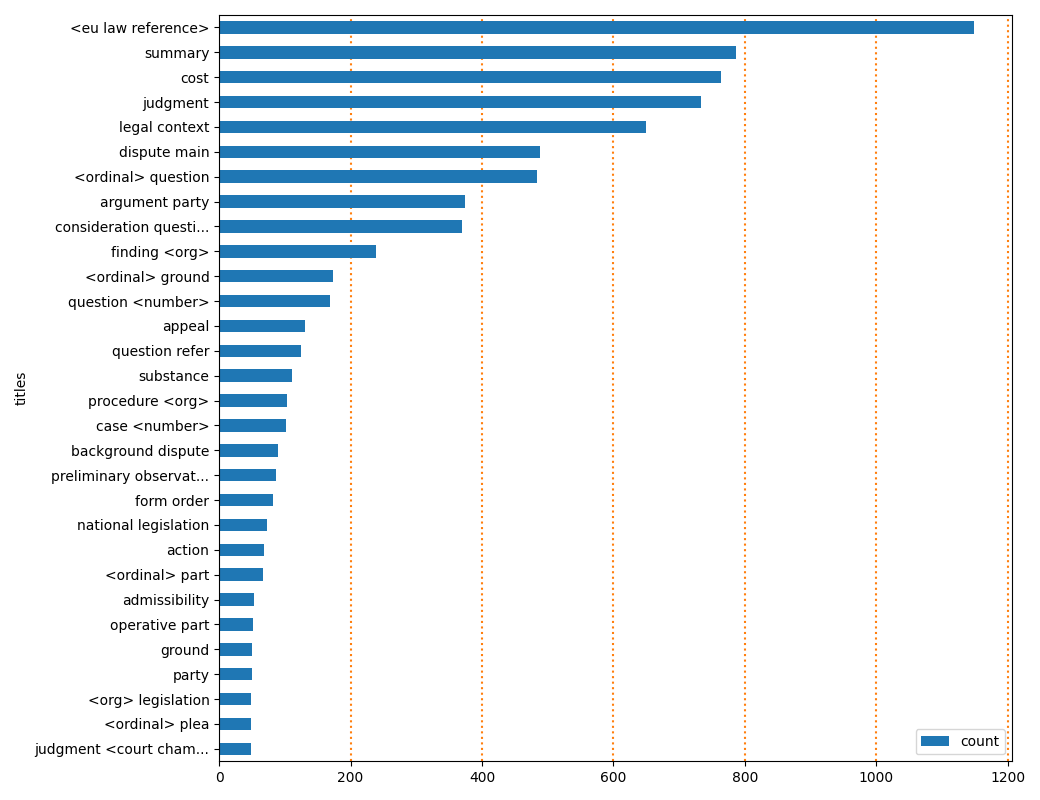 <eu law reference>
summary
cost
judgment
legal context
dispute main
<ordinal> question
argument party
consideration questi...
finding <org>
<ordinal> ground
question <number>
appeal
question refer
substance
procedure <org>
case <number>
background dispute
preliminary observat...
form order
national legislation
action
<ordinal> part
admissibility
operative part
ground
party
<org> legislation
<ordinal> plea
judgment <court cham...
titles
count
0 200 400 600 800 1000 1200